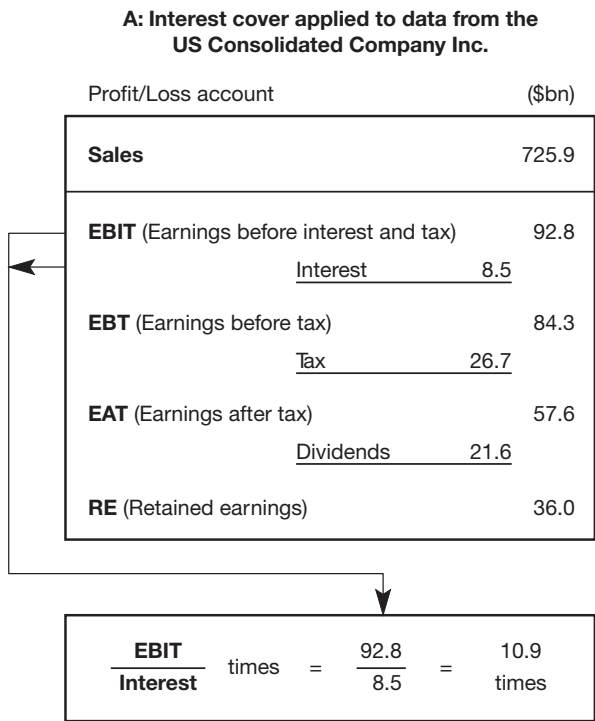 A: Interest cover applied to data from the
US Consolidated Company Inc.
Profit/Loss account ($bn)
Sales 725.9
EBIT (Earnings before interest and tax) 92.8
Interest 8.5
EBT (Earnings before tax) 84.3
Tax 26.7
EAT (Earnings after tax) 57.6
Dividends 21.6
RE (Retained earnings) 36.0
EBIT 92.8 10.9
times = =
Interest 8.5 times